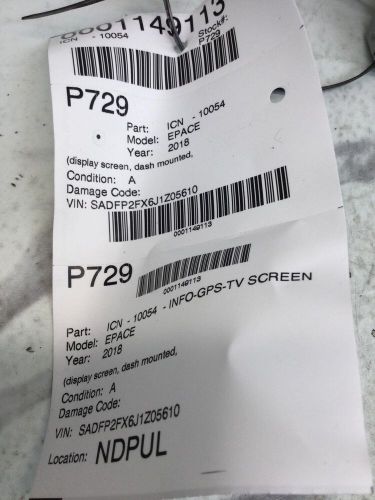 0001149113
ICN - 10054
Stock#:
P729
P729
Part: ICN - 10054
Model: EPACE
Year: 2018
(display screen, dash mounted,
Condition: A
Damage Code:
VIN: SADFP2FX6J1Z05610
0001149113
P729
0001149113
Part: ICN - 10054 - INFO-GPS-TV SCREEN
Model: EPACE
Year: 2018
(display screen, dash mounted,
Condition: A
Damage Code:
VIN: SADFP2FX6J1Z05610
Location: NDPUL